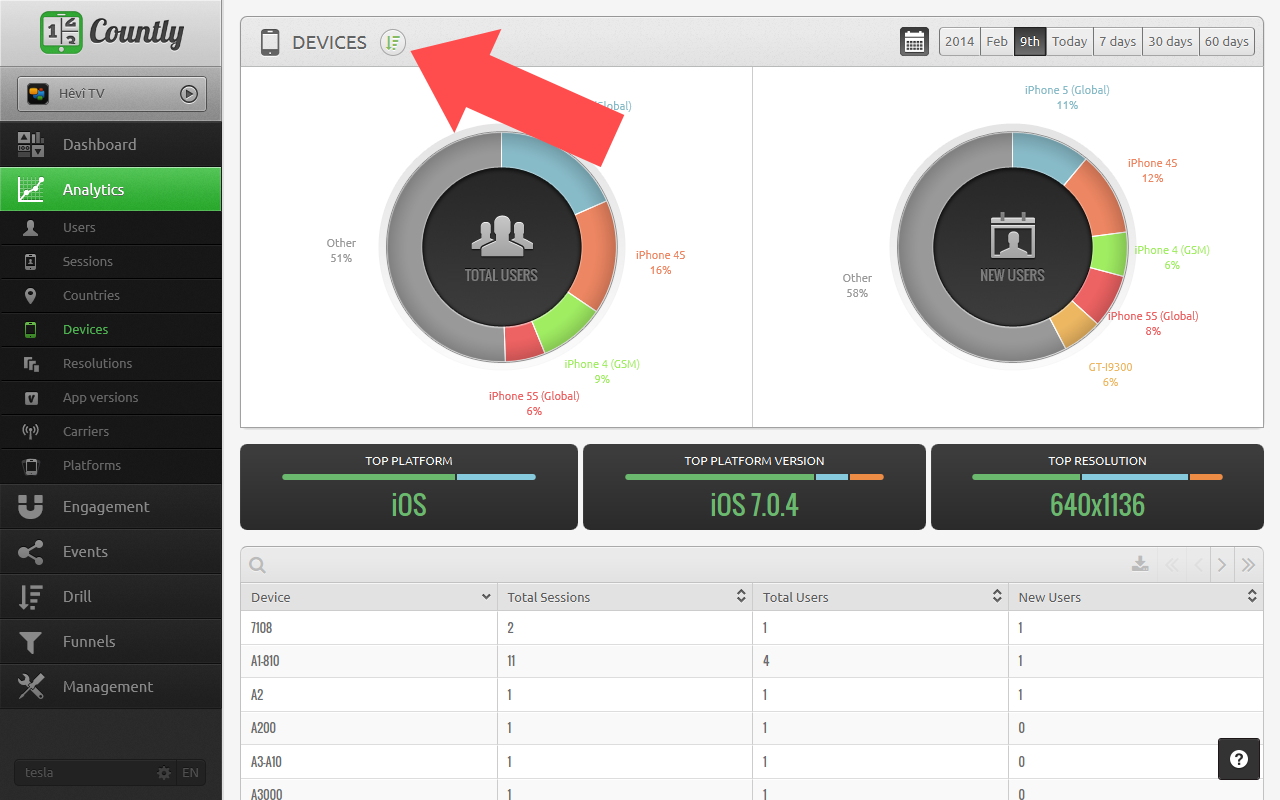 Countly
Hêvî TV
Dashboard
Analytics
Users
Sessions
Countries
Devices
Resolutions
App versions
Carriers
Platforms
Engagement
Events
Drill
Funnels
Management
tesla
EN
DEVICES
2014 Feb 9th Today 7 days 30 days 60 days
(Global)
Other
51%
iPhone 4S
16%
iPhone 4 (GSM)
9%
iPhone 5S (Global)
6%
TOTAL USERS
iPhone 5 (Global)
11%
iPhone 4S
12%
iPhone 4 (GSM)
6%
iPhone 5S (Global)
8%
GT-I9300
6%
Other
58%
NEW USERS
TOP PLATFORM
iOS
TOP PLATFORM VERSION
iOS 7.0.4
TOP RESOLUTION
640x1136
Device Total Sessions Total Users New Users
7108 2 1 1
A1-810 11 4 1
A2 1 1 1
A200 1 1 0
A3-A10 1 1 0
A3000 1 1 0
?